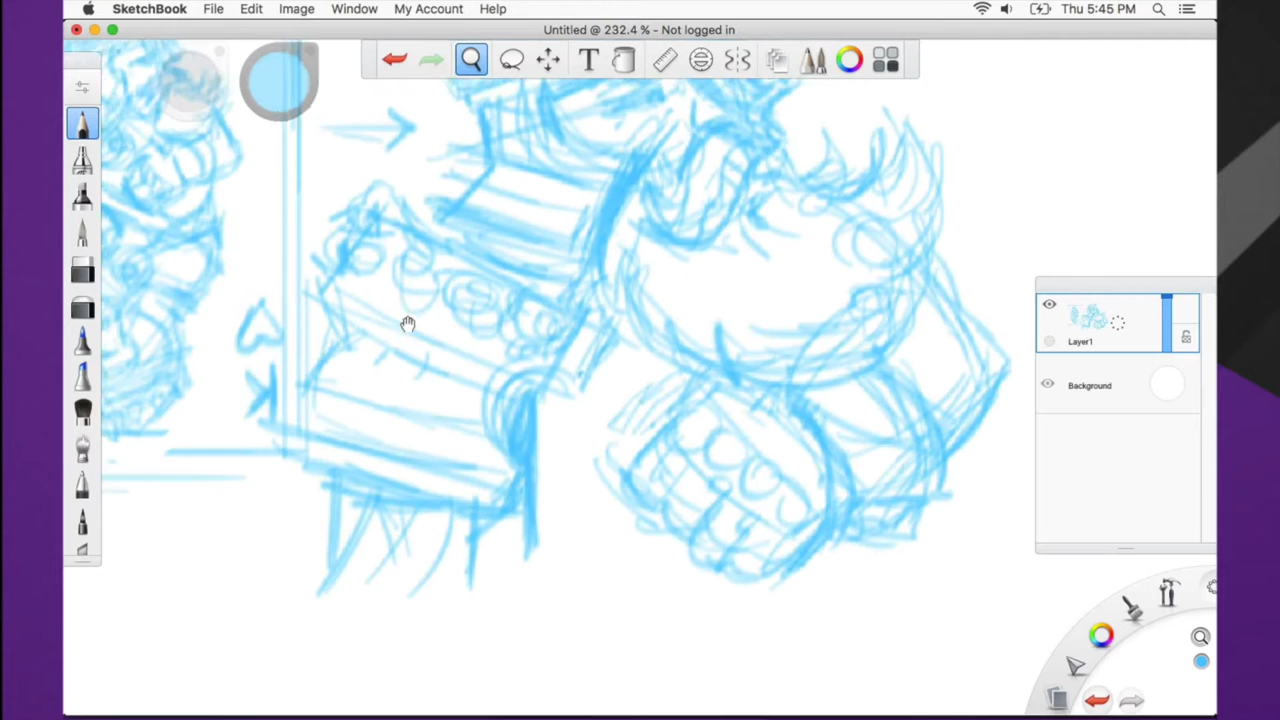 SketchBook File Edit Image Window My Account Help Thu 5:45 PM
Untitled @ 232.4 % - Not logged in
T
Layer1
Background